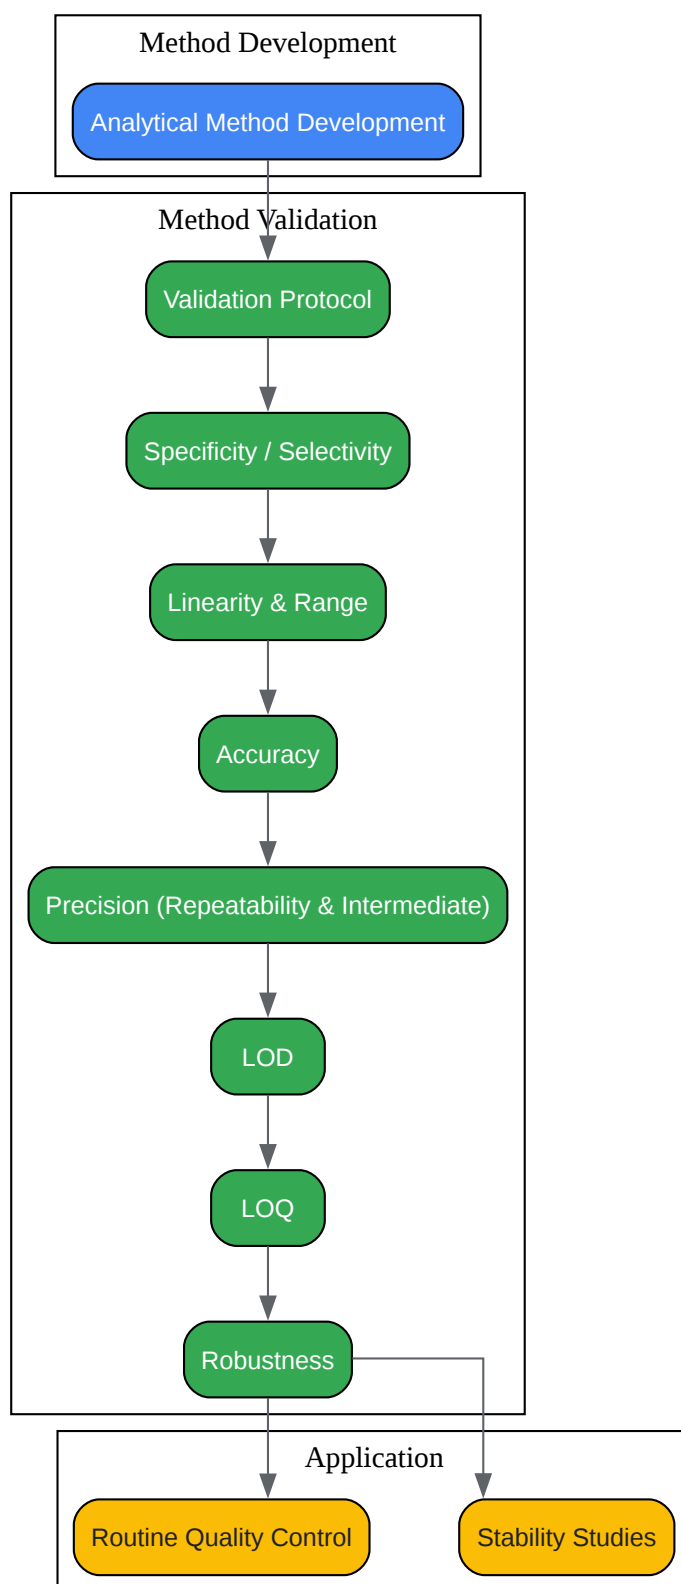 Method Development
Analytical Method Development
Method Validation
Validation Protocol
Specificity / Selectivity
Linearity & Range
Accuracy
Precision (Repeatability & Intermediate)
LOD
LOQ
Robustness
Application
Routine Quality Control
Stability Studies